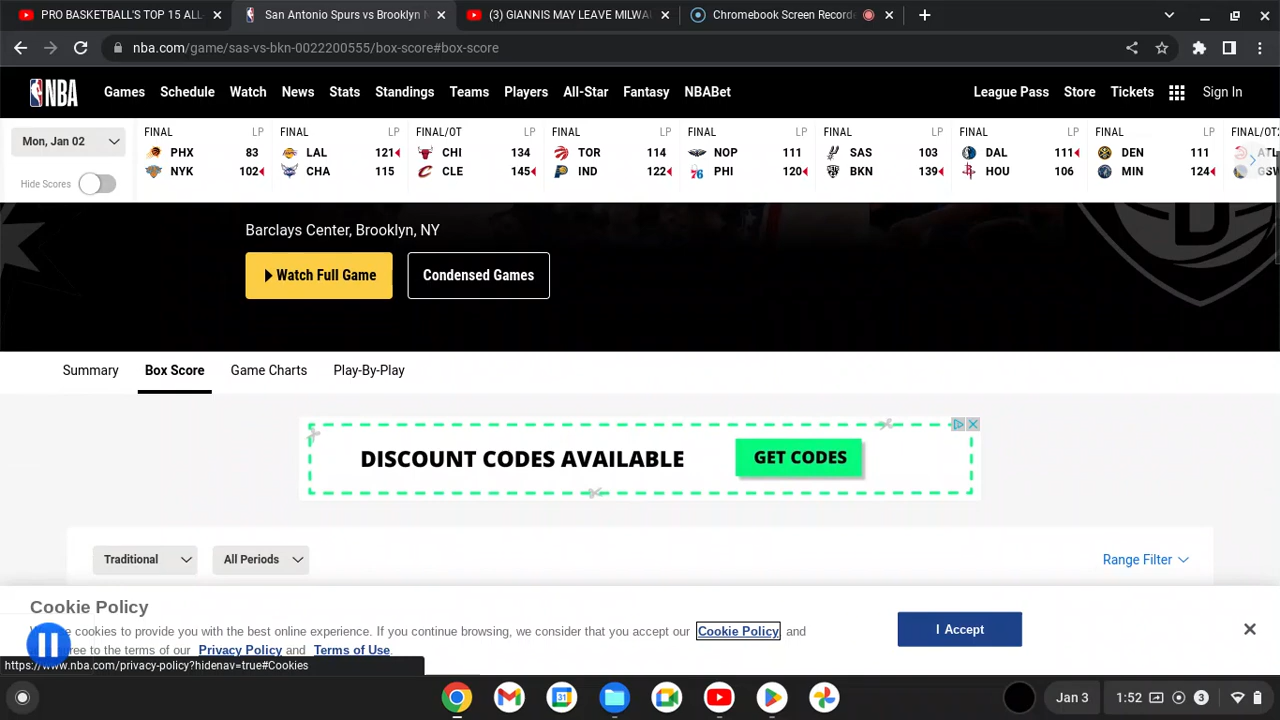 PRO BASKETBALL'S TOP 15 ALL-
San Antonio Spurs vs Brooklyn N
(3) GIANNIS MAY LEAVE MILWAU
Chromebook Screen Recorde
nba.com/game/sas-vs-bkn-0022200555/box-score#box-score
NBA Games Schedule Watch News Stats Standings Teams Players All-Star Fantasy NBABet League Pass Store Tickets Sign In
Mon, Jan 02
Hide Scores
FINAL LP
PHX 83
NYK 102
FINAL LP
LAL 121
CHA 115
FINAL/OT LP
CHI 134
CLE 145
FINAL LP
TOR 114
IND 122
FINAL LP
NOP 111
PHI 120
FINAL LP
SAS 103
BKN 139
FINAL LP
DAL 111
HOU 106
FINAL LP
DEN 111
MIN 124
FINAL/OT2
ATL
GSW
Barclays Center, Brooklyn, NY
Watch Full Game Condensed Games
Summary Box Score Game Charts Play-By-Play
DISCOUNT CODES AVAILABLE GET CODES
Traditional All Periods Range Filter
Cookie Policy
cookies to provide you with the best online experience. If you continue browsing, we consider that you accept our Cookie Policy and
ree to the terms of our Privacy Policy and Terms of Use.
I Accept
https://www.nba.com/privacy-policy?hidenav=true#Cookies
31
Jan 3 1:52 3